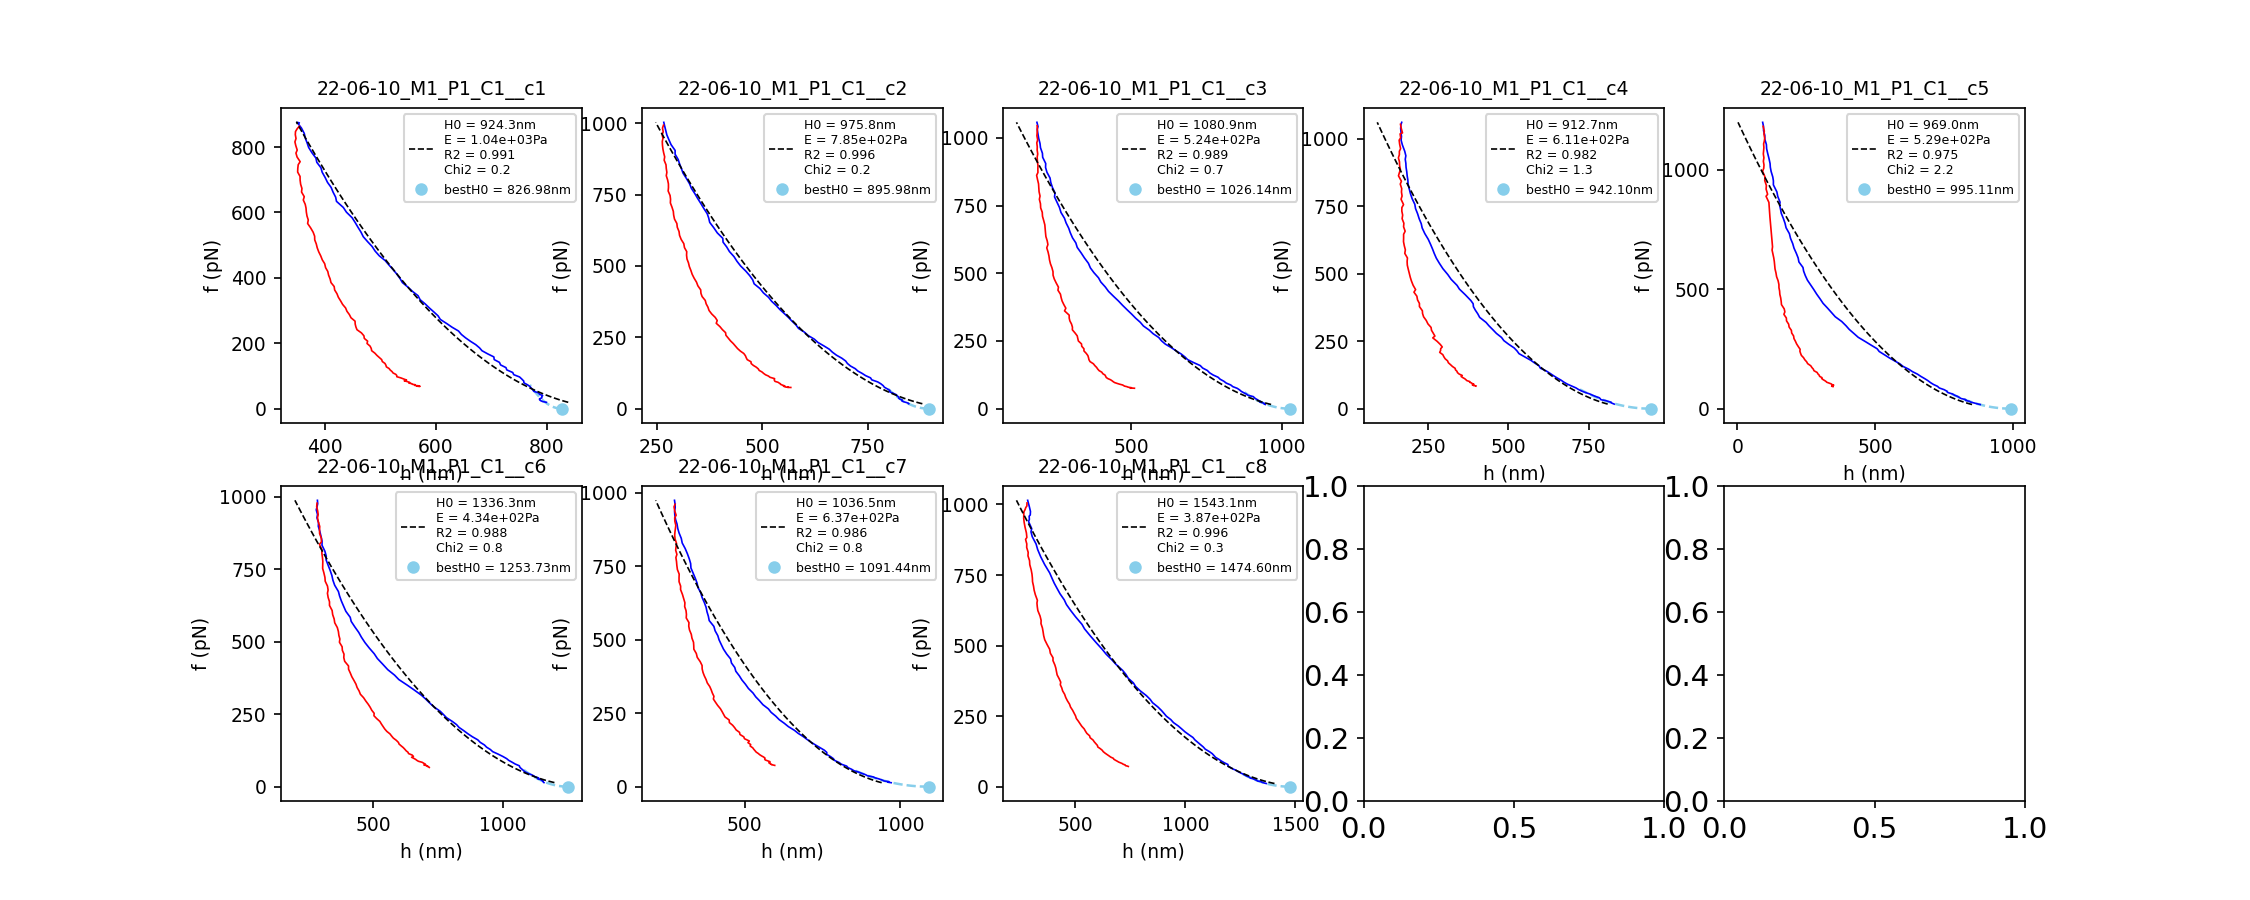 22-06-10_M1_P1_C1__c1
f (pN)
800
600
400
200
0
400
600
800
h (nm)
H0 = 924.3nm
E = 1.04e+03Pa
R2 = 0.991
Chi2 = 0.2
bestH0 = 826.98nm
22-06-10_M1_P1_C1__c2
f (pN)
1000
750
500
250
0
250
500
750
h (nm)
H0 = 975.8nm
E = 7.85e+02Pa
R2 = 0.996
Chi2 = 0.2
bestH0 = 895.98nm
22-06-10_M1_P1_C1__c3
f (pN)
1000
750
500
250
0
500
1000
h (nm)
H0 = 1080.9nm
E = 5.24e+02Pa
R2 = 0.989
Chi2 = 0.7
bestH0 = 1026.14nm
22-06-10_M1_P1_C1__c4
f (pN)
1000
750
500
250
0
250
500
750
h (nm)
H0 = 912.7nm
E = 6.11e+02Pa
R2 = 0.982
Chi2 = 1.3
bestH0 = 942.10nm
22-06-10_M1_P1_C1__c5
f (pN)
1000
500
0
0
500
1000
h (nm)
H0 = 969.0nm
E = 5.29e+02Pa
R2 = 0.975
Chi2 = 2.2
bestH0 = 995.11nm
22-06-10_M1_P1_C1__c6
f (pN)
1000
750
500
250
0
500
1000
h (nm)
H0 = 1336.3nm
E = 4.34e+02Pa
R2 = 0.988
Chi2 = 0.8
bestH0 = 1253.73nm
22-06-10_M1_P1_C1__c7
f (pN)
1000
750
500
250
0
500
1000
h (nm)
H0 = 1036.5nm
E = 6.37e+02Pa
R2 = 0.986
Chi2 = 0.8
bestH0 = 1091.44nm
22-06-10_M1_P1_C1__c8
f (pN)
1000
750
500
250
0
500
1000
1500
h (nm)
H0 = 1543.1nm
E = 3.87e+02Pa
R2 = 0.996
Chi2 = 0.3
bestH0 = 1474.60nm
1.0
0.8
0.6
0.4
0.2
0.0
0.0
0.5
1.0
1.0
0.8
0.6
0.4
0.2
0.0
0.0
0.5
1.0